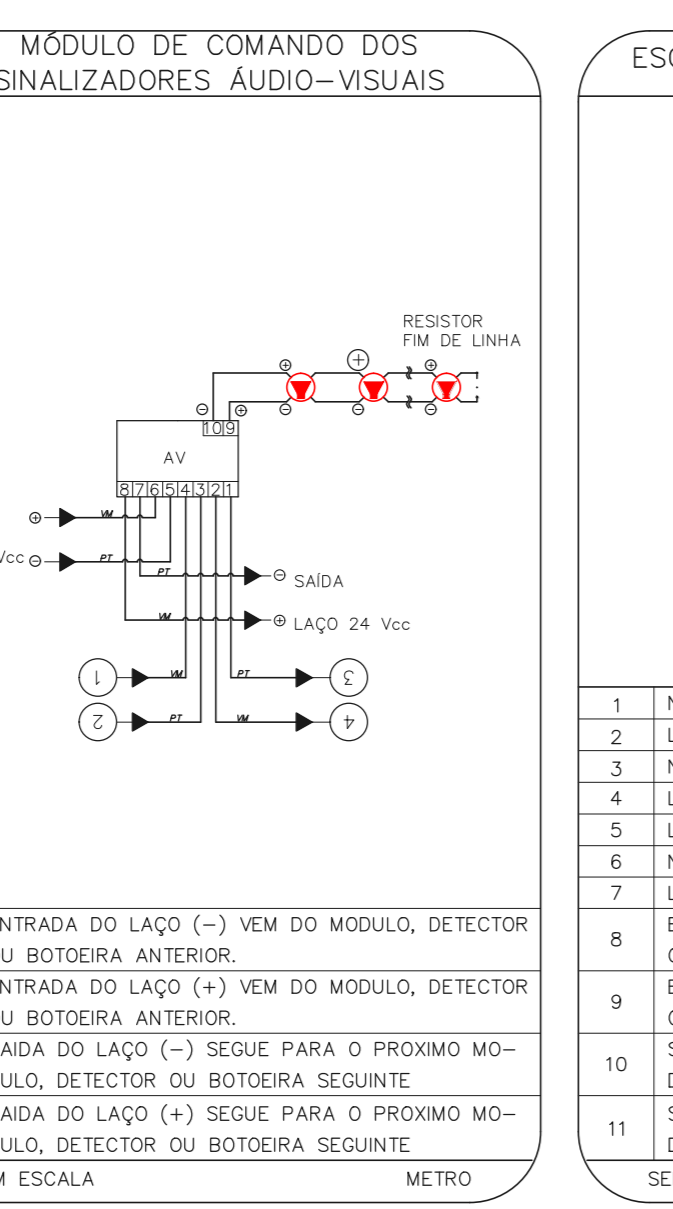 MÓDULO DE COMANDO DOS
SINALIZADORES ÁUDIO-VISUAIS
RESISTOR
FIM DE LINHA
10 9
AV
8 7 6 5 4 3 2 1
VM
Vcc
PT
PT
SAÍDA
VM
LAÇO 24 Vcc
1
VM
PT
3
2
PT
VM
4
NTRADA DO LAÇO (-) VEM DO MODULO, DETECTOR
U BOTOEIRA ANTERIOR.
NTRADA DO LAÇO (+) VEM DO MODULO, DETECTOR
U BOTOEIRA ANTERIOR.
AIDA DO LAÇO (-) SEGUE PARA O PROXIMO MO-
ULO, DETECTOR OU BOTOEIRA SEGUINTE
AIDA DO LAÇO (+) SEGUE PARA O PROXIMO MO-
ULO, DETECTOR OU BOTOEIRA SEGUINTE
M ESCALA
METRO
1
2
3
4
5
6
7
8
9
10
11